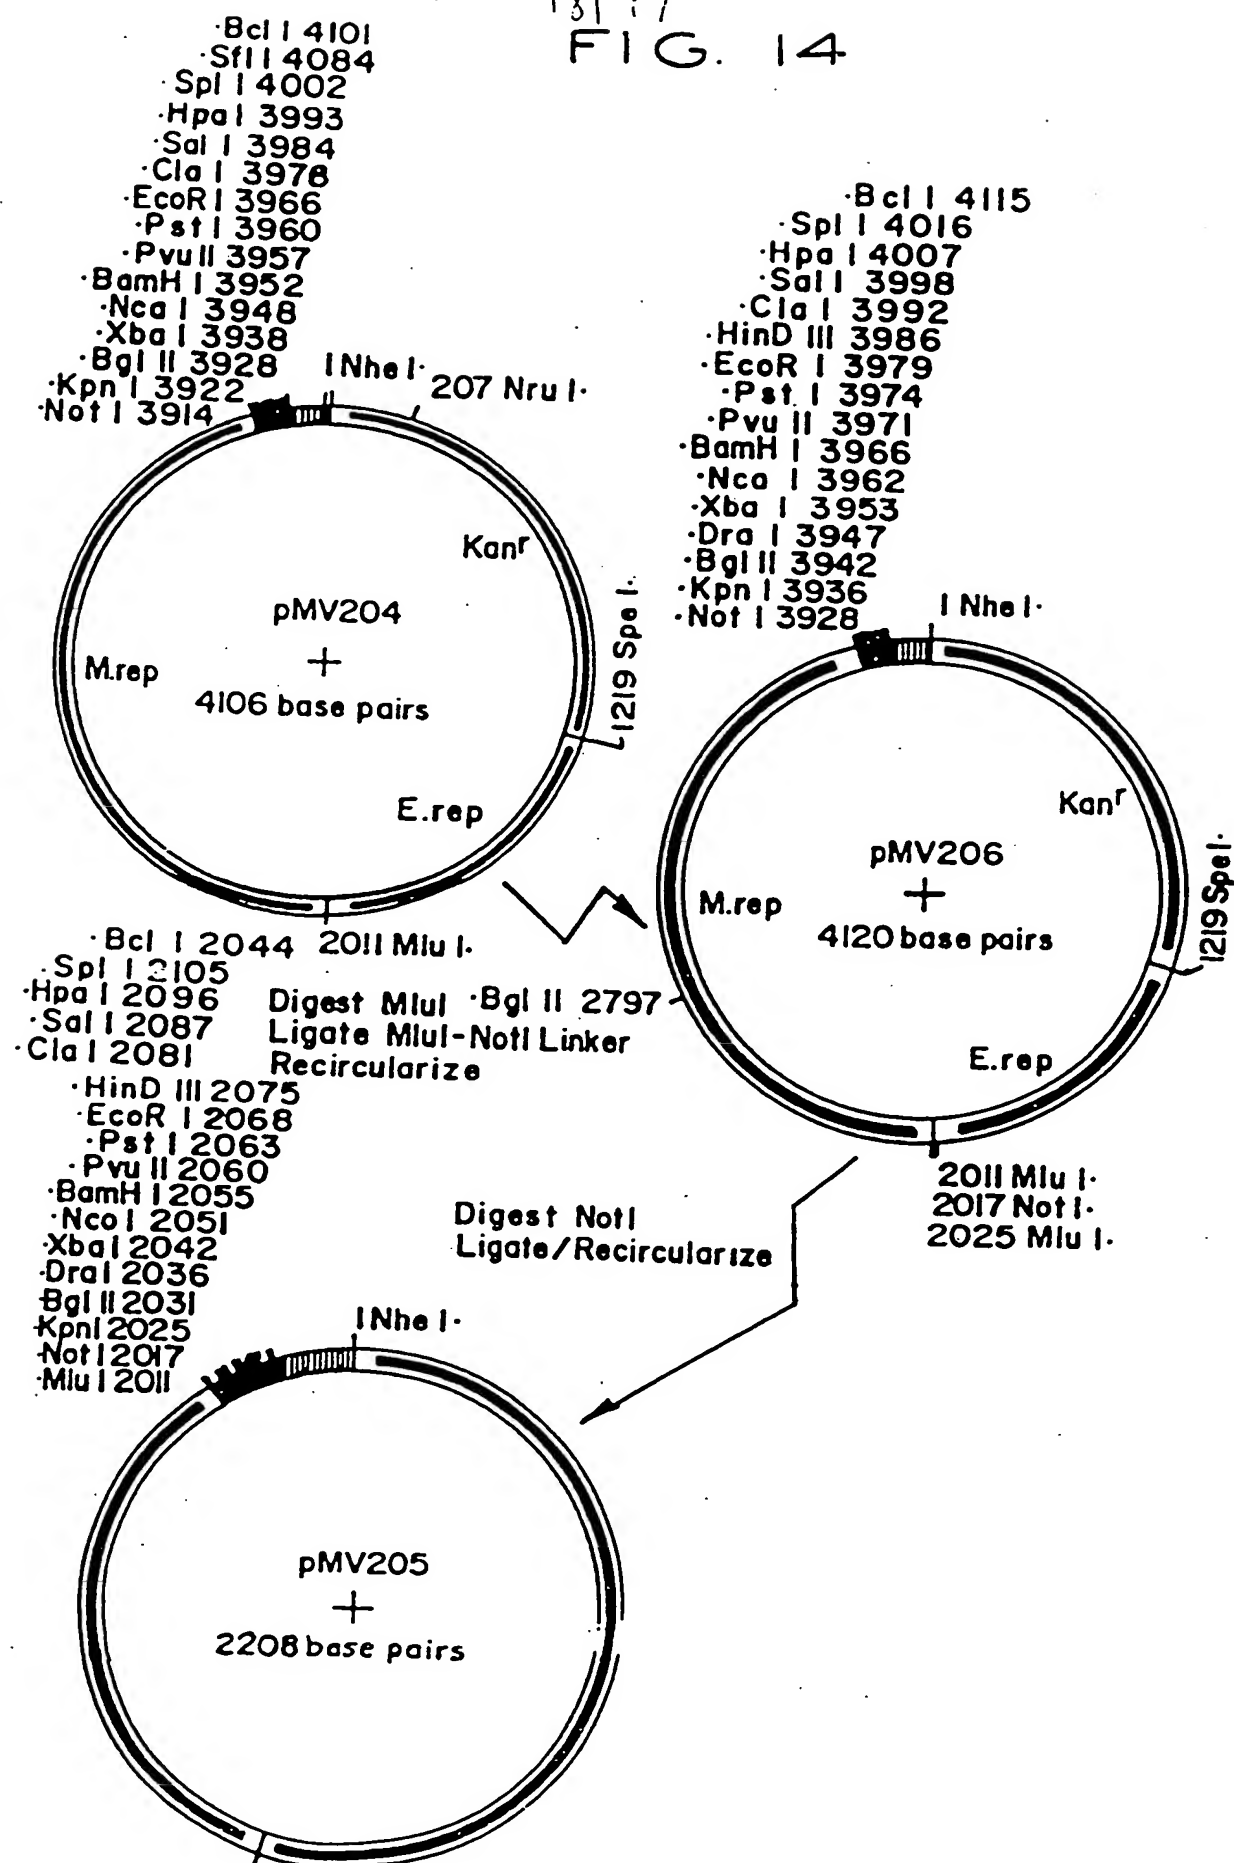 FIG. 14
·Bcl I 4101
·SfI I 4084
·Spl I 4002
·Hpa I 3993
·Sal I 3984
·Cla I 3978
·EcoR I 3966
·Pst I 3960
·Pvu II 3957
·BamH I 3952
·Nca I 3948
·Xba I 3938
·Bgl II 3928
·Kpn I 3922
·Not I 3914
1 Nhe I·
207 Nru I·
Kanʳ
1219 Spe I·
pMV204
4106 base pairs
M.rep
E.rep
2011 Mlu I·
·Bcl I 4115
·Spl I 4016
·Hpa I 4007
·Sal I 3998
·Cla I 3992
·HinD III 3986
·EcoR I 3979
·Pst I 3974
·Pvu II 3971
·BamH I 3966
·Nca I 3962
·Xba I 3953
·Dra I 3947
·Bgl II 3942
·Kpn I 3936
·Not I 3928
1 Nhe I·
Kanʳ
1219 Spe I·
pMV206
4120 base pairs
M.rep
E.rep
·Bgl II 2797
2011 Mlu I·
2017 Not I·
2025 Mlu I·
Digest MluI
Ligate MluI-NotI Linker
Recircularize
Digest NotI
Ligate/Recircularize
·Bcl I 2044
·Spl I 2105
·Hpa I 2096
·Sal I 2087
·Cla I 2081
·HinD III 2075
·EcoR I 2068
·Pst I 2063
·Pvu II 2060
·BamH I 2055
·Nco I 2051
·Xba I 2042
·Dra I 2036
Bgl II 2031
·Kpn I 2025
·Not I 2017
·Mlu I 2011
1 Nhe I·
pMV205
2208 base pairs